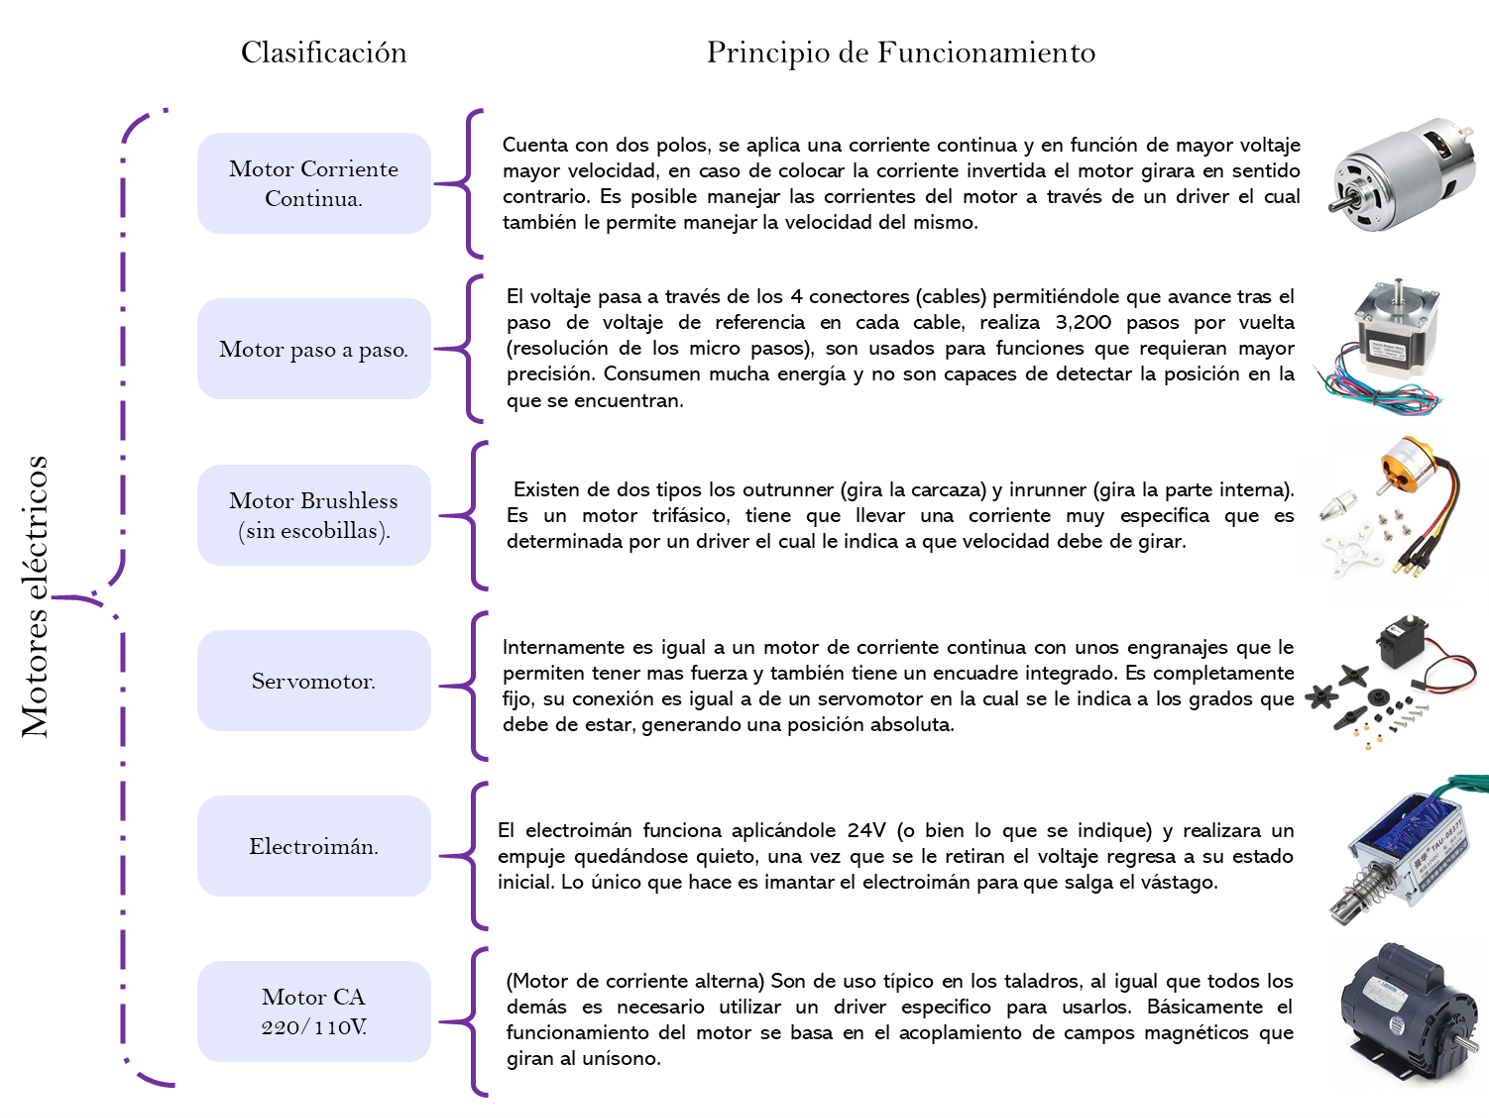 Clasificación
Principio de Funcionamiento
Motores eléctricos
Motor Corriente
Continua.
Cuenta con dos polos, se aplica una corriente continua y en función de mayor voltaje
mayor velocidad, en caso de colocar la corriente invertida el motor girara en sentido
contrario. Es posible manejar las corrientes del motor a través de un driver el cual
también le permite manejar la velocidad del mismo.
Motor paso a paso.
El voltaje pasa a través de los 4 conectores (cables) permitiéndole que avance tras el
paso de voltaje de referencia en cada cable, realiza 3,200 pasos por vuelta
(resolución de los micro pasos), son usados para funciones que requieran mayor
precisión. Consumen mucha energía y no son capaces de detectar la posición en la
que se encuentran.
Motor Brushless
(sin escobillas).
Existen de dos tipos los outrunner (gira la carcaza) y inrunner (gira la parte interna).
Es un motor trifásico, tiene que llevar una corriente muy especifica que es
determinada por un driver el cual le indica a que velocidad debe de girar.
Servomotor.
Internamente es igual a un motor de corriente continua con unos engranajes que le
permiten tener mas fuerza y también tiene un encuadre integrado. Es completamente
fijo, su conexión es igual a de un servomotor en la cual se le indica a los grados que
debe de estar, generando una posición absoluta.
Electroimán.
El electroimán funciona aplicándole 24V (o bien lo que se indique) y realizara un
empuje quedándose quieto, una vez que se le retiran el voltaje regresa a su estado
inicial. Lo único que hace es imantar el electroimán para que salga el vástago.
TAU-0837T
Motor CA
220/110V.
(Motor de corriente alterna) Son de uso típico en los taladros, al igual que todos los
demás es necesario utilizar un driver especifico para usarlos. Básicamente el
funcionamiento del motor se basa en el acoplamiento de campos magnéticos que
giran al unísono.